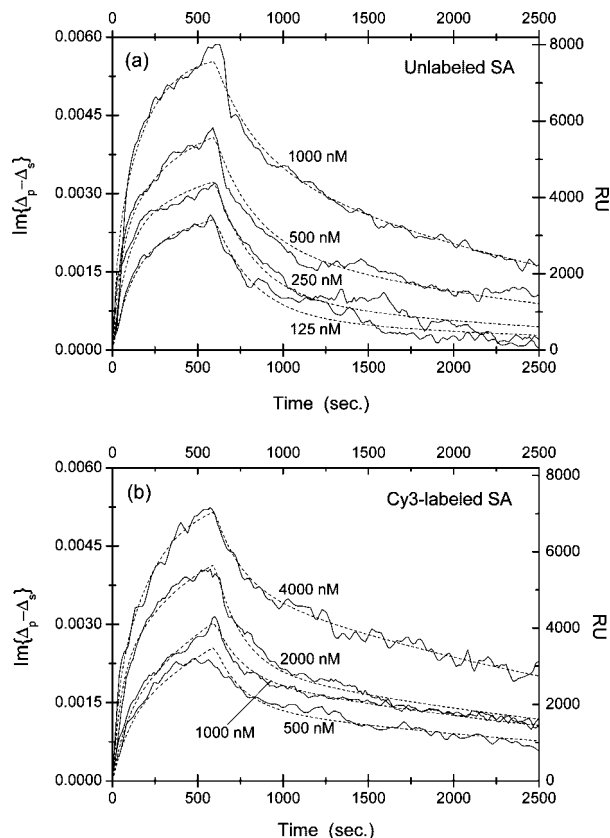 0 500 1000 1500 2000 2500
0.0060
0.0045
0.0030
0.0015
0.0000
Im{Δp−Δs}
(a)
Unlabeled SA
1000 nM
500 nM
250 nM
125 nM
8000
6000
4000
2000
0
RU
0 500 1000 1500 2000 2500
Time (sec.)
0 500 1000 1500 2000 2500
0.0060
0.0045
0.0030
0.0015
0.0000
Im{Δp−Δs}
(b)
Cy3-labeled SA
4000 nM
2000 nM
1000 nM
500 nM
8000
6000
4000
2000
0
RU
0 500 1000 1500 2000 2500
Time (sec.)